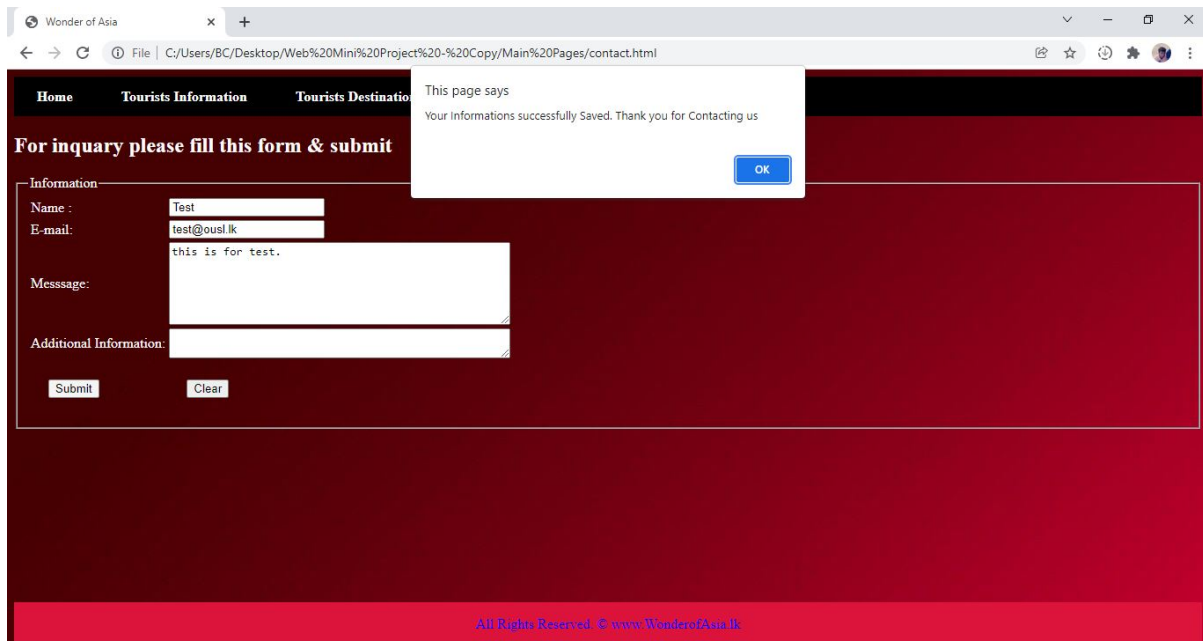 Wonder of Asia
File | C:/Users/BC/Desktop/Web%20Mini%20Project%20-%20Copy/Main%20Pages/contact.html
This page says
Your Informations successfully Saved. Thank you for Contacting us
OK
Home Tourists Information Tourists Destinatio
For inquary please fill this form & submit
Information
Name : Test
E-mail: test@ousl.lk
Messsage: this is for test.
Additional Information:
Submit Clear
All Rights Reserved. © www.WonderofAsia.lk